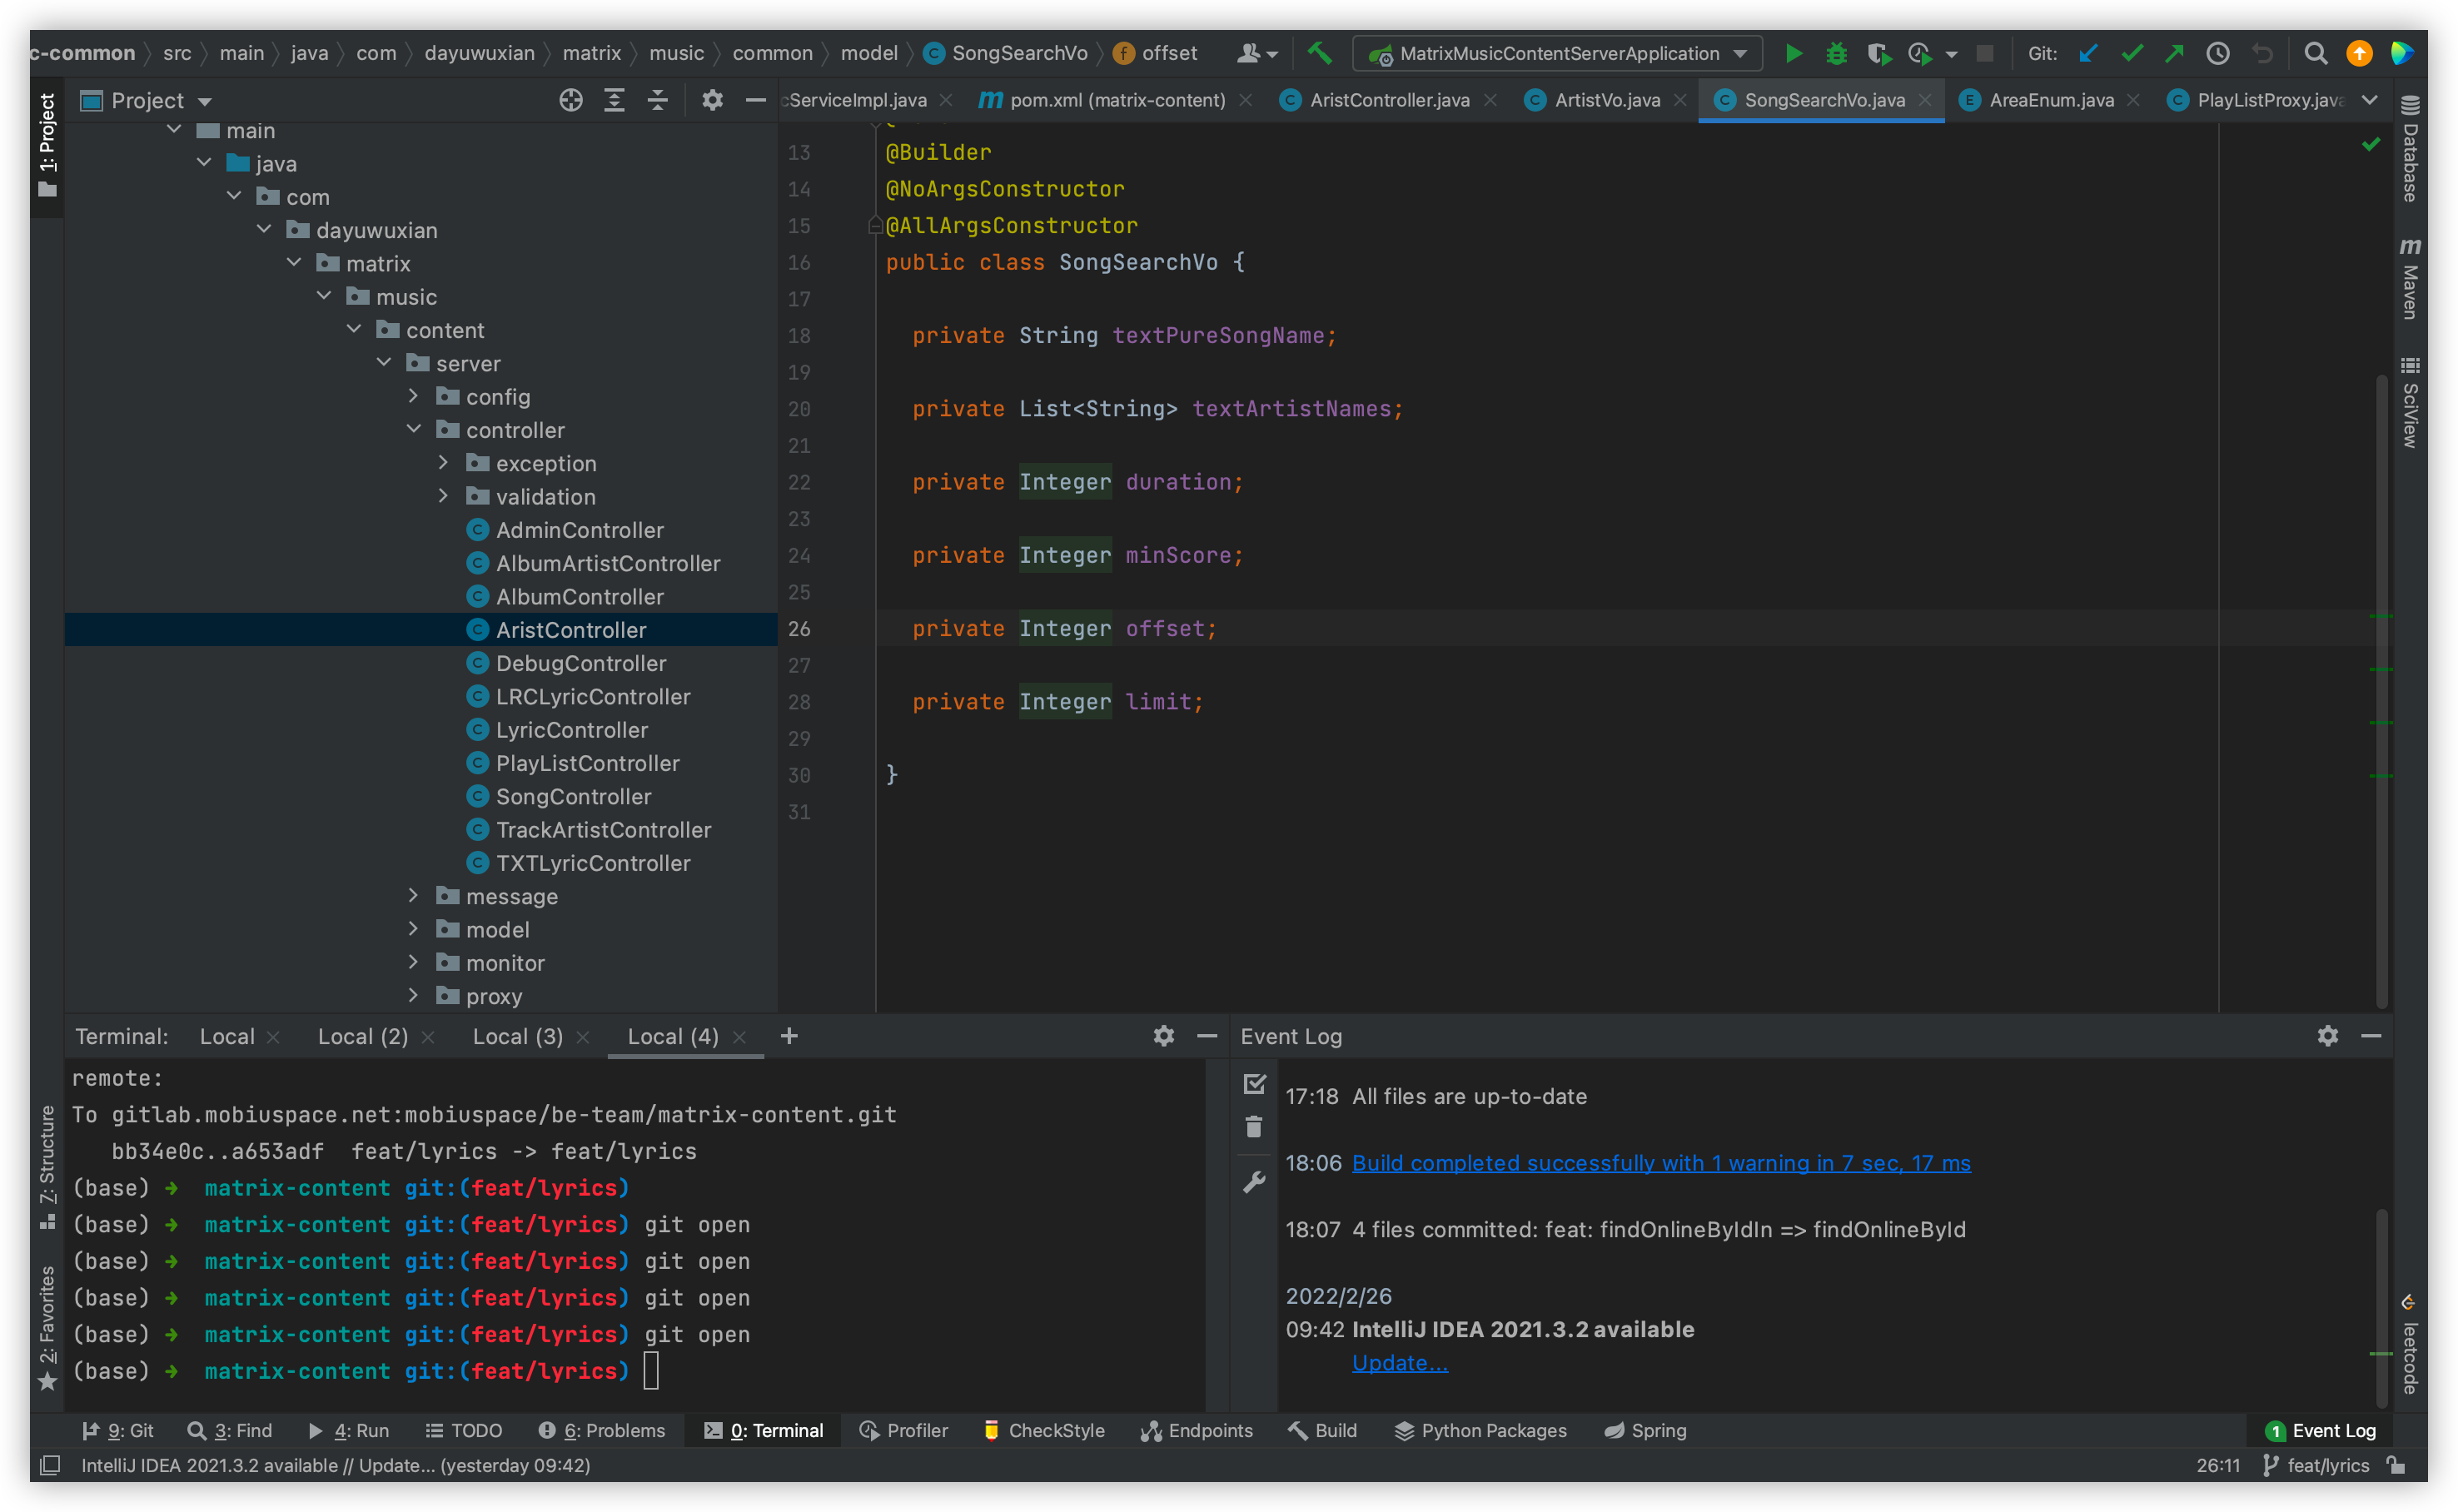 c-common src main java com dayuwuxian matrix music common model SongSearchVo offset MatrixMusicContentServerApplication Git:
1: Project
Project
cServiceImpl.java pom.xml (matrix-content) AristController.java ArtistVo.java SongSearchVo.java AreaEnum.java PlayListProxy.java
main
java
com
dayuwuxian
matrix
music
content
server
config
controller
exception
validation
AdminController
AlbumArtistController
AlbumController
AristController
DebugController
LRCLyricController
LyricController
PlayListController
SongController
TrackArtistController
TXTLyricController
message
model
monitor
proxy
13 @Builder
14 @NoArgsConstructor
15 @AllArgsConstructor
16 public class SongSearchVo {
17
18 private String textPureSongName;
19
20 private List<String> textArtistNames;
21
22 private Integer duration;
23
24 private Integer minScore;
25
26 private Integer offset;
27
28 private Integer limit;
29
30 }
31
Database
Maven
SciView
leetcode
7: Structure
2: Favorites
Terminal: Local Local (2) Local (3) Local (4)
remote:
To gitlab.mobiuspace.net:mobiuspace/be-team/matrix-content.git
bb34e0c..a653adf feat/lyrics -> feat/lyrics
(base) ➜ matrix-content git:(feat/lyrics)
(base) ➜ matrix-content git:(feat/lyrics) git open
(base) ➜ matrix-content git:(feat/lyrics) git open
(base) ➜ matrix-content git:(feat/lyrics) git open
(base) ➜ matrix-content git:(feat/lyrics) git open
(base) ➜ matrix-content git:(feat/lyrics)
Event Log
17:18 All files are up-to-date
18:06 Build completed successfully with 1 warning in 7 sec, 17 ms
18:07 4 files committed: feat: findOnlineByIdIn => findOnlineById
2022/2/26
09:42 IntelliJ IDEA 2021.3.2 available
Update...
9: Git 3: Find 4: Run TODO 6: Problems 0: Terminal Profiler CheckStyle Endpoints Build Python Packages Spring 1 Event Log
IntelliJ IDEA 2021.3.2 available // Update... (yesterday 09:42) 26:11 feat/lyrics